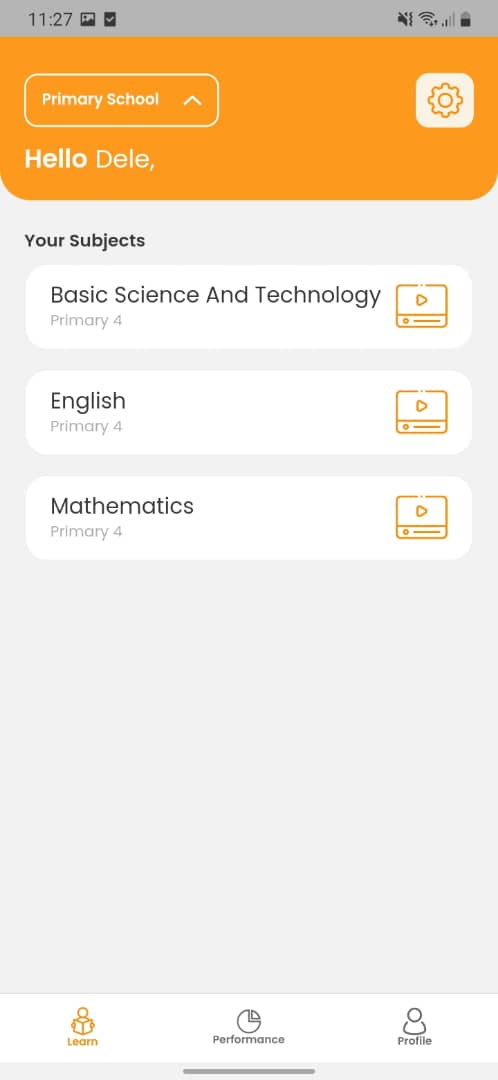 11:27
Primary School
Hello Dele,
Your Subjects
Basic Science And Technology
Primary 4
English
Primary 4
Mathematics
Primary 4
Learn
Performance
Profile